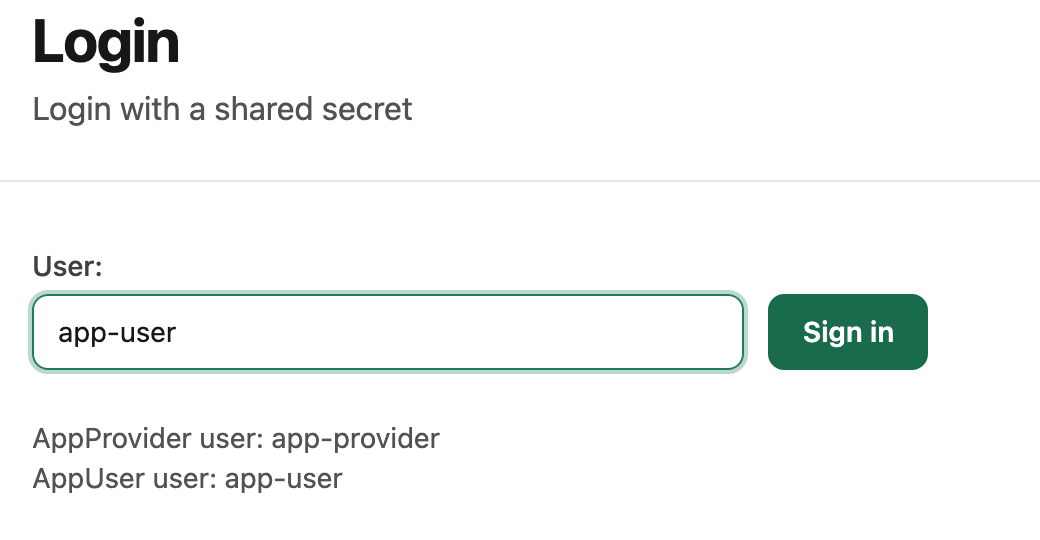 Login
Login with a shared secret
User:
app-user
Sign in
AppProvider user: app-provider
AppUser user: app-user